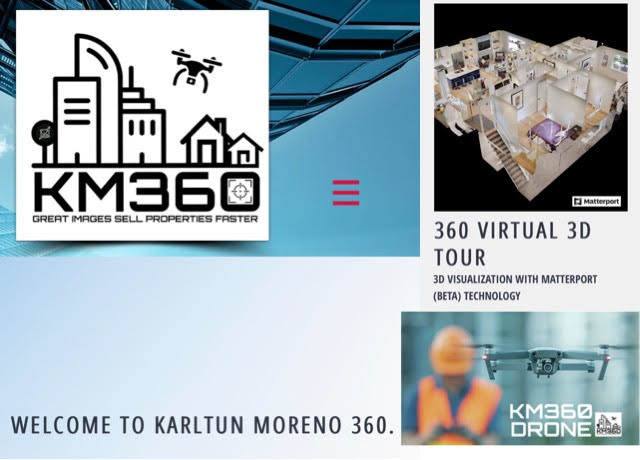 KM360
GREAT IMAGES SELL PROPERTIES FASTER
WELCOME TO KARLTUN MORENO 360.
Matterport
360 VIRTUAL 3D
TOUR
3D VISUALIZATION WITH MATTERPORT
(BETA) TECHNOLOGY
KM360
DRONE
KM360